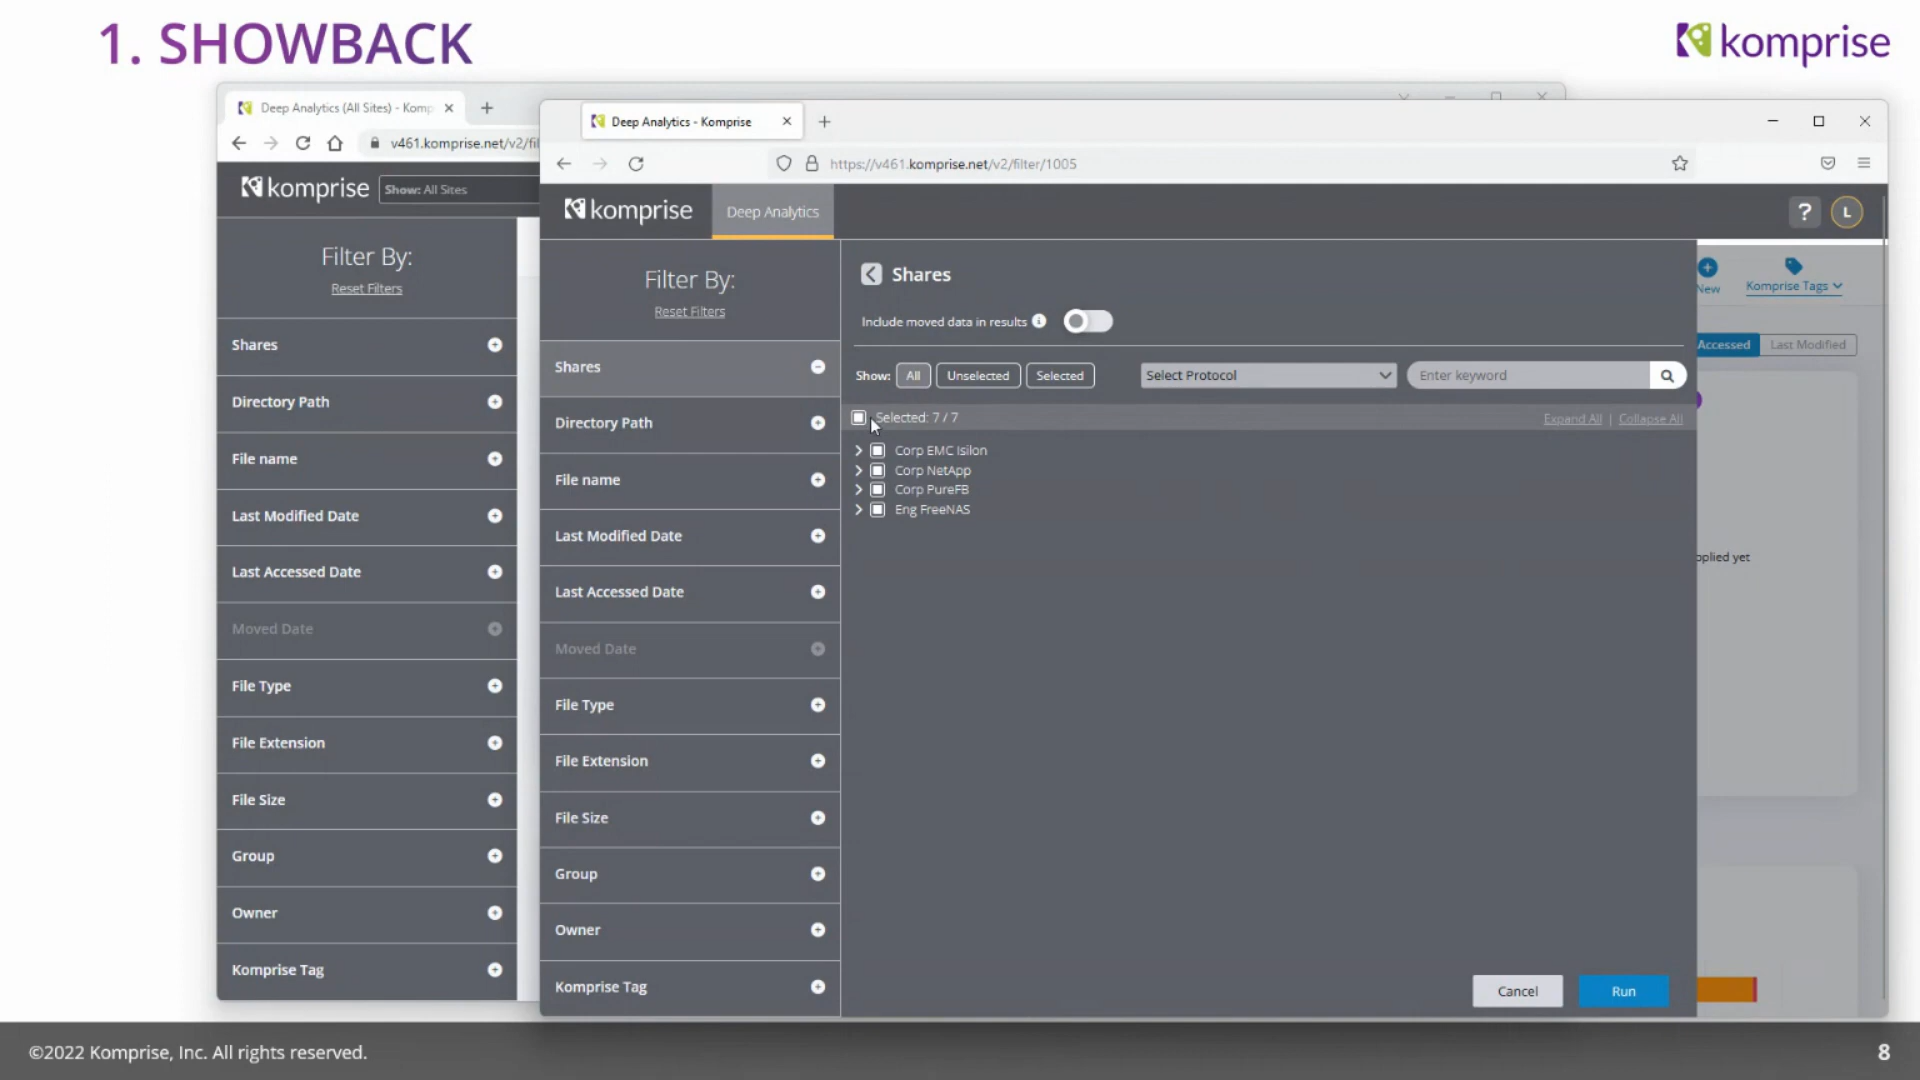 1. SHOWBACK
komprise
Deep Analytics (All Sites) - Komp
v461.komprise.net/v2/fil
komprise
Show: All Sites
Filter By:
Reset Filters
Shares
Directory Path
File name
Last Modified Date
Last Accessed Date
Moved Date
File Type
File Extension
File Size
Group
Owner
Komprise Tag
Deep Analytics - Komprise
https://v461.komprise.net/v2/filter/1005
komprise
Deep Analytics
?
L
Filter By:
Reset Filters
Shares
Directory Path
File name
Last Modified Date
Last Accessed Date
Moved Date
File Type
File Extension
File Size
Group
Owner
Komprise Tag
Shares
Include moved data in results
Show: All Unselected Selected Select Protocol Enter keyword
Selected: 7 / 7 Expand All | Collapse All
Corp EMC Isilon
Corp NetApp
Corp PureFB
Eng FreeNAS
Cancel Run
New Komprise Tags
Accessed Last Modified
pplied yet
©2022 Komprise, Inc. All rights reserved.
8